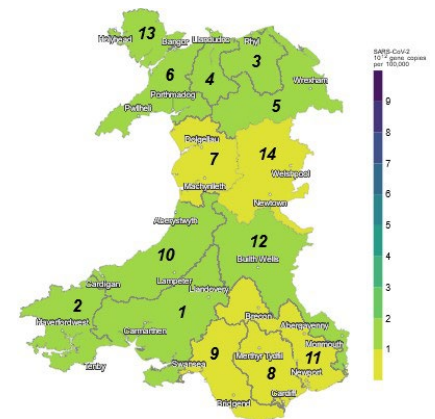 13
Holyhead
Bangor
Llandudno
Rhyl
3
6
4
Wrexham
Porthmadog
5
Pwllheli
Dolgellau
7
14
Welshpool
Machynlleth
Newtown
Aberystwyth
10
12
Builth Wells
Cardigan
Lampeter
Llandovery
2
1
Haverfordwest
Carmarthen
Brecon
Abergavenny
Monmouth
Tenby
Swansea
9
Merthyr Tydfil
8
11
Newport
Bridgend
Cardiff
SARS-CoV-2
10^12 gene copies
per 100,000
9
8
7
6
5
4
3
2
1